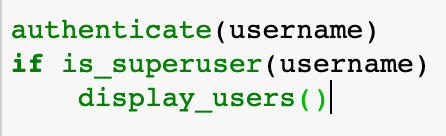 authenticate(username)
if is_superuser(username)
    display_users()